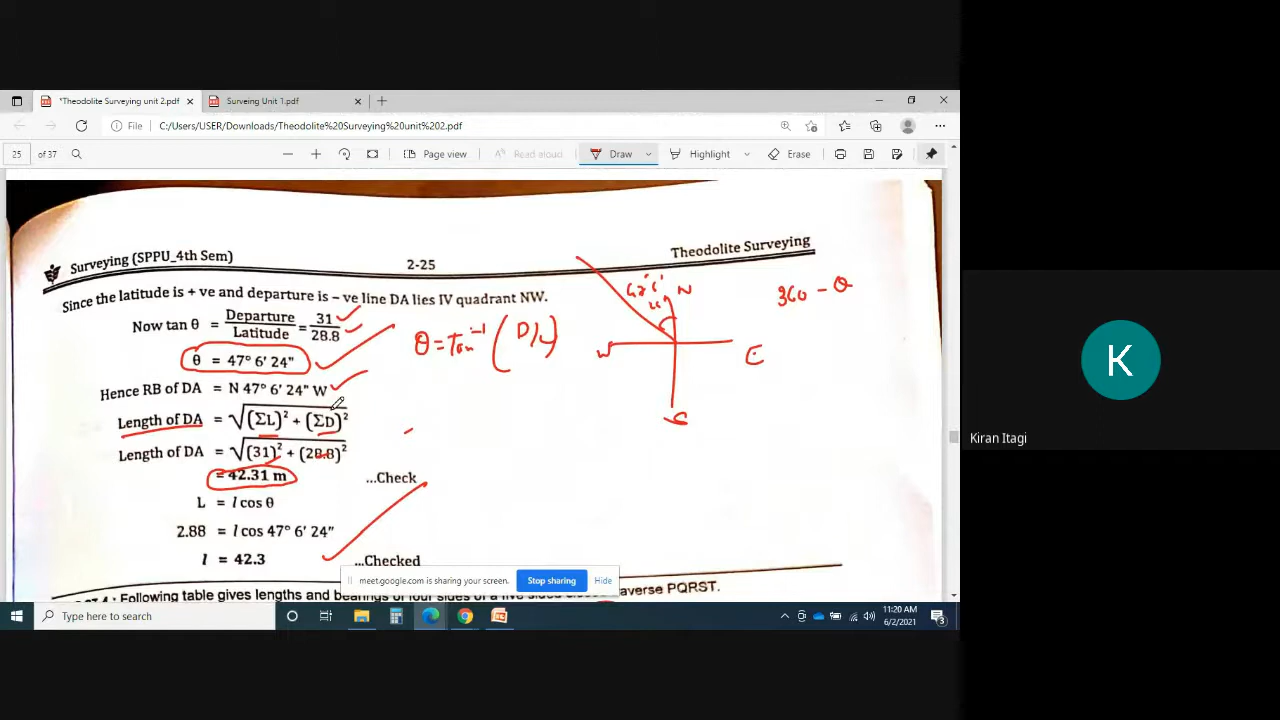 *Theodolite Surveying unit 2.pdf
Surveing Unit 1.pdf
File C:/Users/USER/Downloads/Theodolite%20Surveying%20unit%202.pdf
25 of 37
Page view
Read aloud
Draw
Highlight
Erase
Surveying (SPPU_4th Sem)
2-25
Theodolite Surveying
Since the latitude is + ve and departure is – ve line DA lies IV quadrant NW.
Now tan θ = Departure / Latitude = 31 / 28.8
θ = 47° 6' 24"
Hence RB of DA = N 47° 6' 24" W
Length of DA = √(ΣL)² + (ΣD)²
Length of DA = √(31)² + (28.8)²
= 42.31 m ...Check
L = l cos θ
2.88 = l cos 47° 6' 24"
l = 42.3 ...Checked
θ = Tan⁻¹ (D/L)
N
W
E
S
360 - θ
Following table gives lengths and bearings of four sides of a five sided closed traverse PQRST.
meet.google.com is sharing your screen.
Stop sharing
Hide
Type here to search
11:20 AM
6/2/2021
3
K
Kiran Itagi